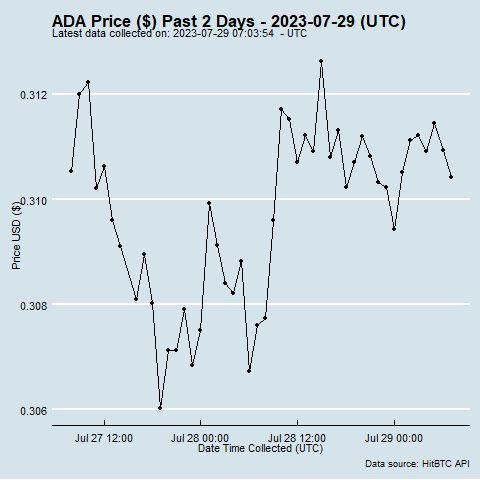 ADA Price ($) Past 2 Days - 2023-07-29 (UTC)
Latest data collected on: 2023-07-29 07:03:54  - UTC
0.312
0.310
0.308
0.306
Price USD ($)
Jul 27 12:00
Jul 28 00:00
Jul 28 12:00
Jul 29 00:00
Date Time Collected (UTC)
Data source: HitBTC API